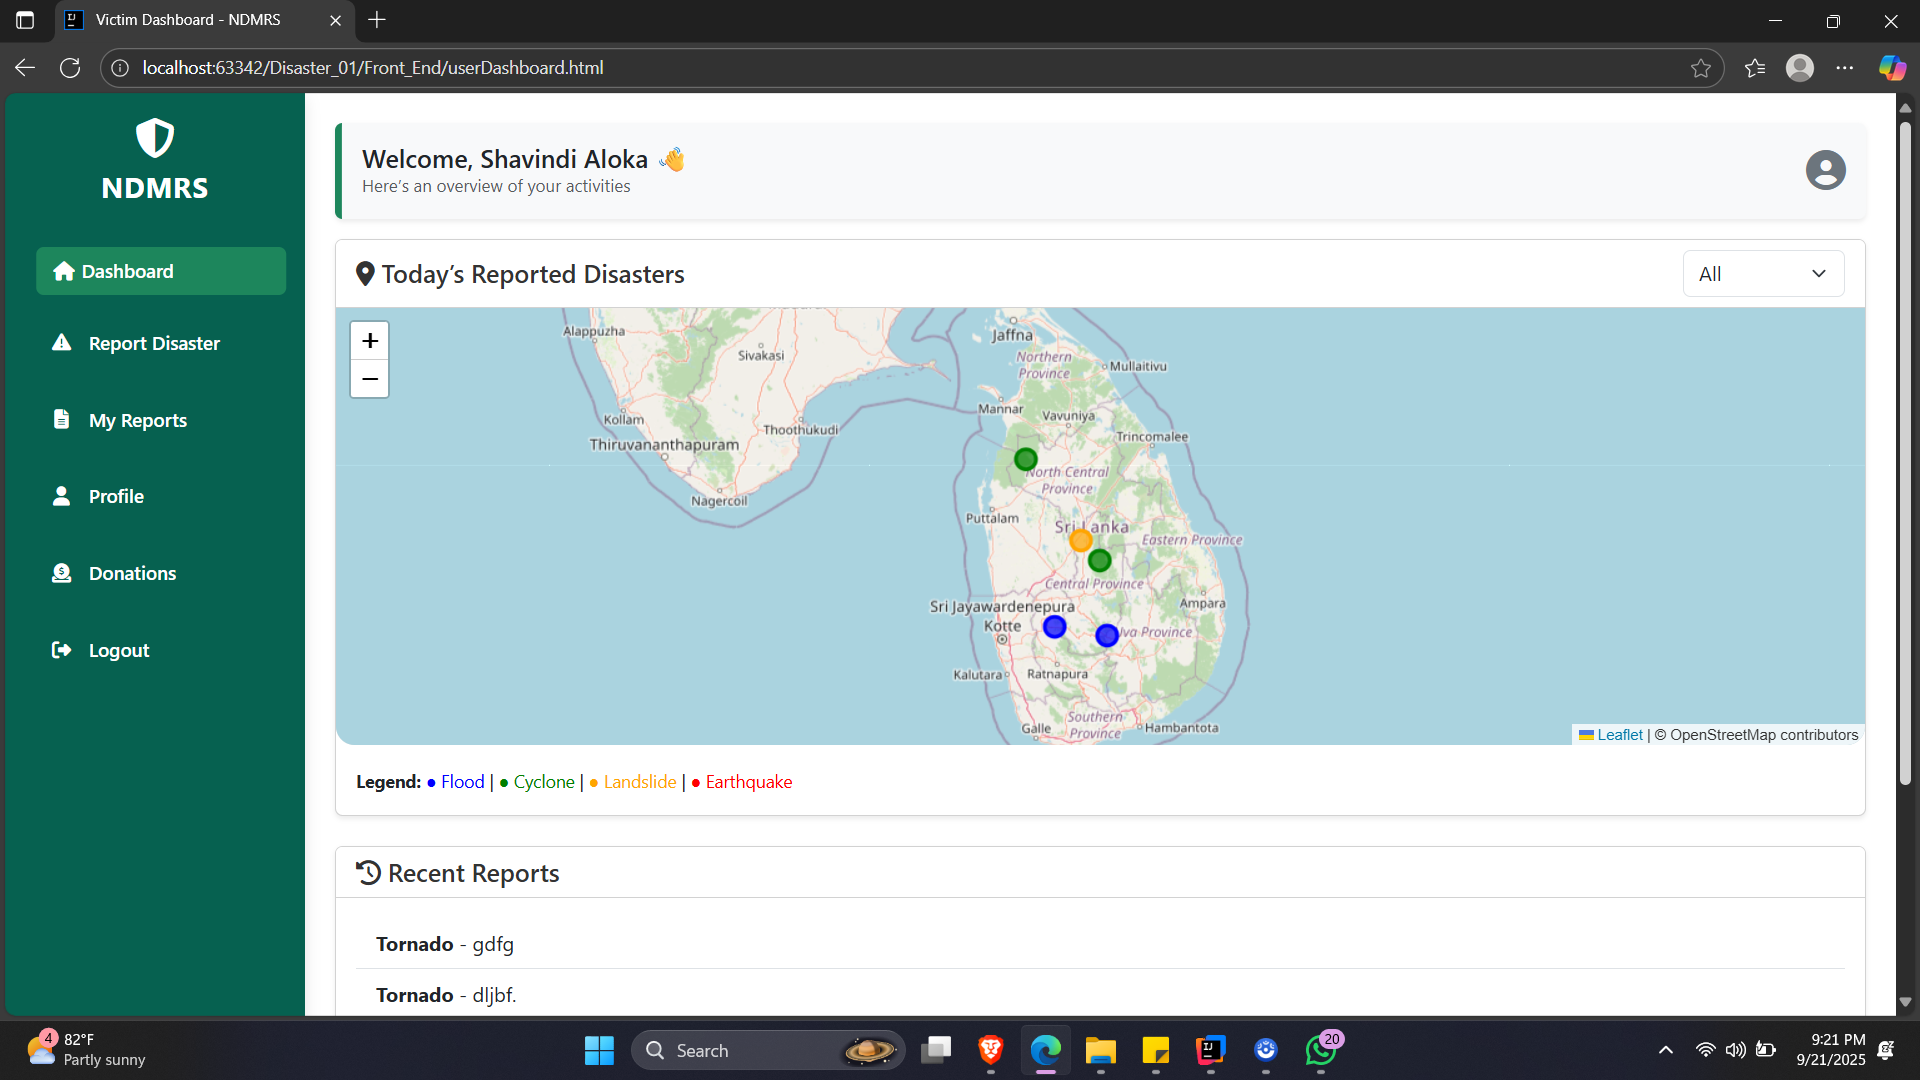 Victim Dashboard - NDMRS
localhost:63342/Disaster_01/Front_End/userDashboard.html
NDMRS
Dashboard
Report Disaster
My Reports
Profile
Donations
Logout
Welcome, Shavindi Aloka 👋
Here's an overview of your activities
Today's Reported Disasters
All
+
−
Alappuzha
Sivakasi
Kollam
Thoothukudi
Thiruvananthapuram
Nagercoil
Jaffna
Northern
Province
Mullaitivu
Mannar
Vavuniya
Trincomalee
North Central
Province
Puttalam
Sri Lanka
Eastern Province
Central Province
Sri Jayawardenepura
Kotte
Ampara
Uva Province
Kalutara
Ratnapura
Southern
Province
Galle
Hambantota
Leaflet | © OpenStreetMap contributors
Legend: ● Flood | ● Cyclone | ● Landslide | ● Earthquake
Recent Reports
Tornado - gdfg
Tornado - dljbf.
4
82°F
Partly sunny
Search
20
9:21 PM
9/21/2025